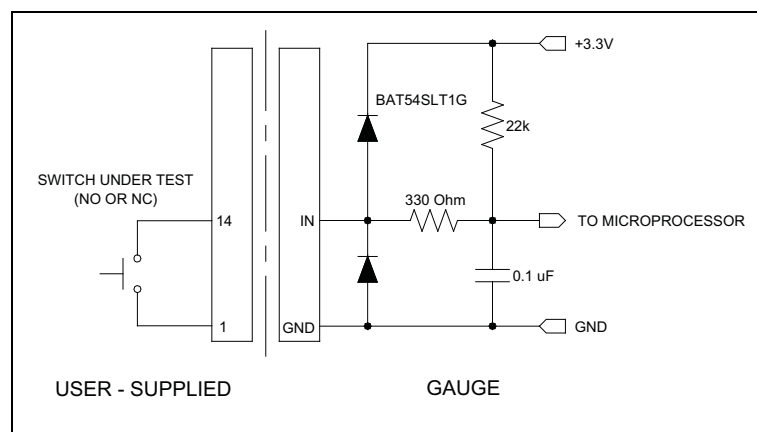 +3.3V
BAT54SLT1G
22k
SWITCH UNDER TEST
(NO OR NC)
330 Ohm
14
IN
TO MICROPROCESSOR
0.1 uF
1
GND
GND
USER - SUPPLIED
GAUGE